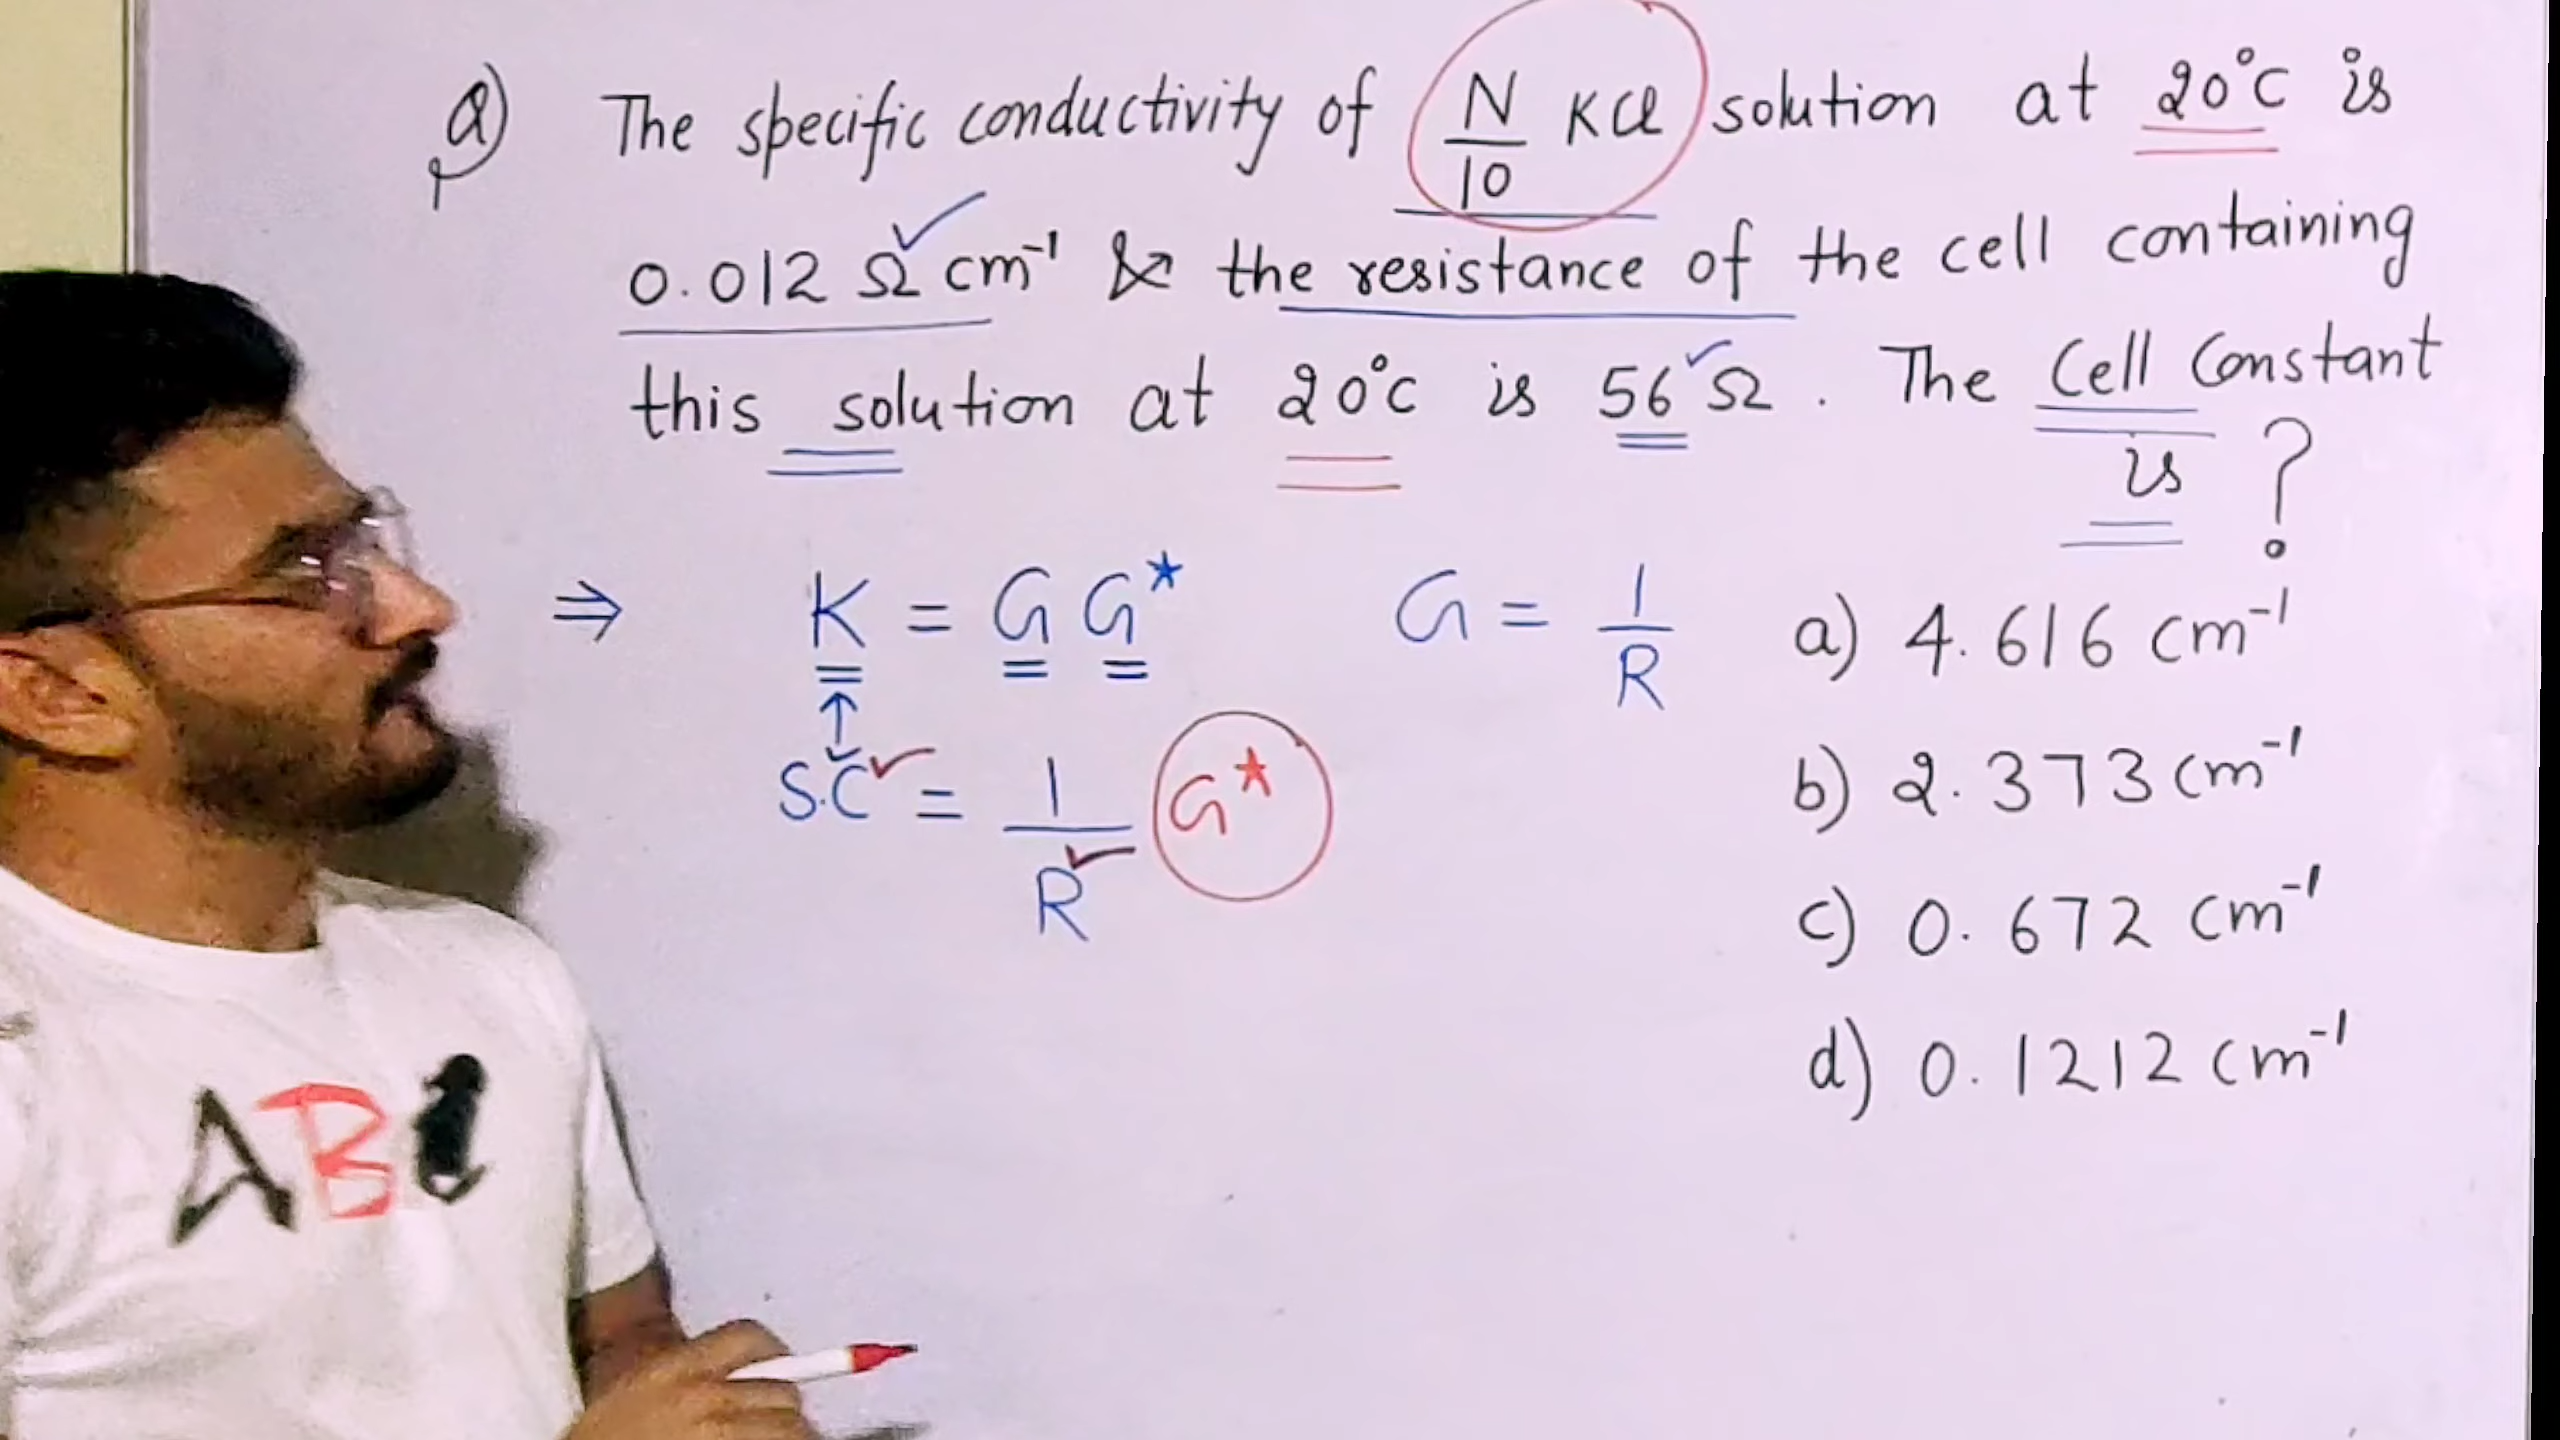 Q) The specific conductivity of N/10 KCl solution at 20°C is
0.012 Ω cm⁻¹ & the resistance of the cell containing
this solution at 20°C is 56 Ω. The Cell Constant
is ?
⇒ K = G G* G = 1/R
↕
S.C = 1/R G*
a) 4.616 cm⁻¹
b) 2.373 cm⁻¹
c) 0.672 cm⁻¹
d) 0.1212 cm⁻¹
AB